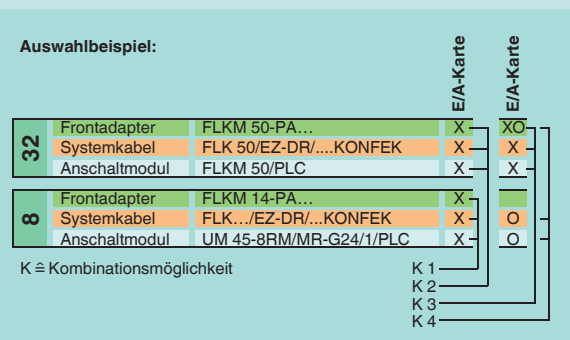 Auswahlbeispiel:
E/A-Karte
E/A-Karte
32
Frontadapter FLKM 50-PA… X XO
Systemkabel FLK 50/EZ-DR/....KONFEK X X
Anschaltmodul FLKM 50/PLC X X
8
Frontadapter FLKM 14-PA… X
Systemkabel FLK…/EZ-DR/...KONFEK X O
Anschaltmodul UM 45-8RM/MR-G24/1/PLC X O
K ≙ Kombinationsmöglichkeit
K 1
K 2
K 3
K 4